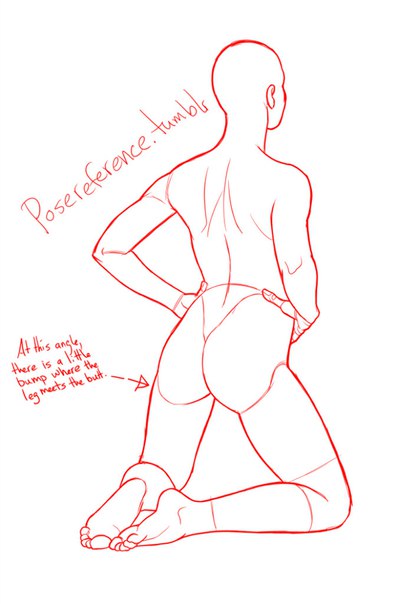 Posereference.tumblr
At this angle,
there is a little
bump where the
leg meets the butt.